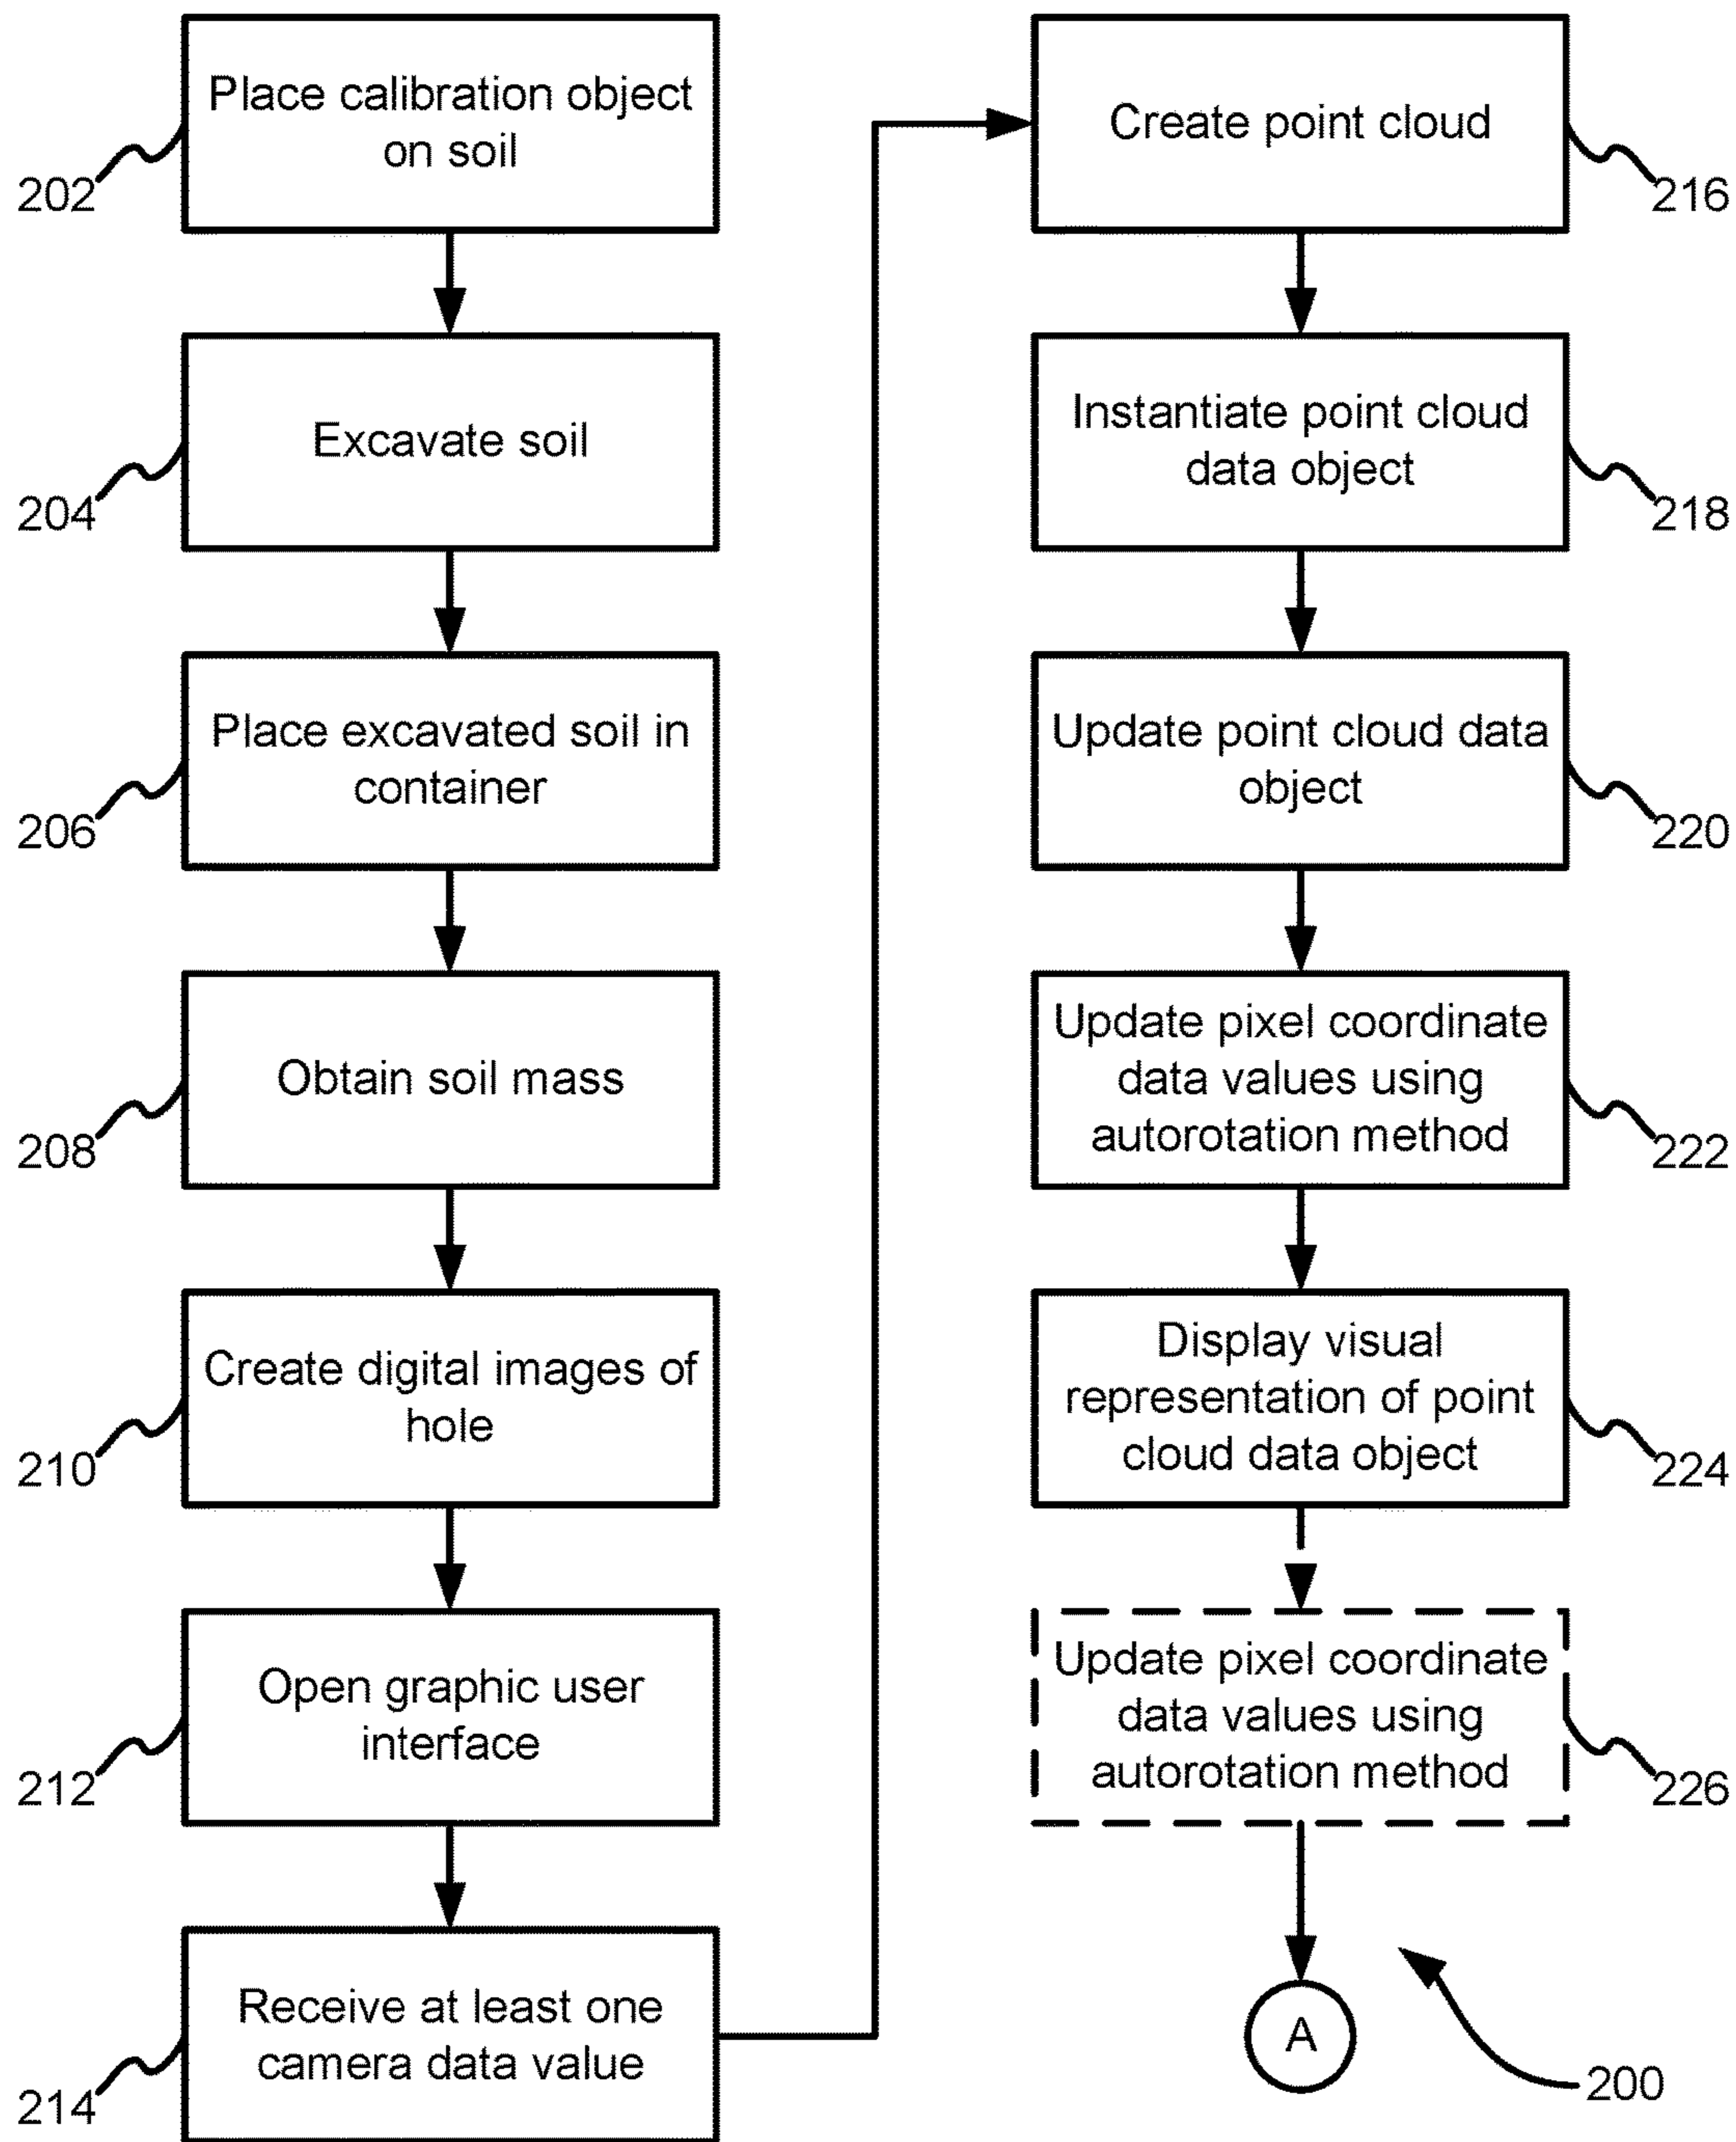 Place calibration object
on soil
202
Excavate soil
204
Place excavated soil in
container
206
Obtain soil mass
208
Create digital images of
hole
210
Open graphic user
interface
212
Receive at least one
camera data value
214
Create point cloud
216
Instantiate point cloud
data object
218
Update point cloud data
object
220
Update pixel coordinate
data values using
autorotation method
222
Display visual
representation of point
cloud data object
224
Update pixel coordinate
data values using
autorotation method
226
A
200